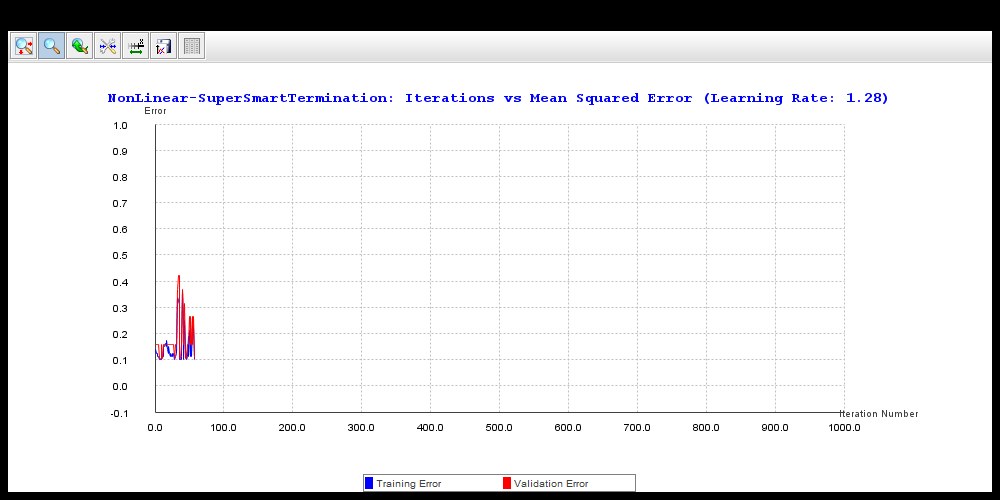 NonLinear-SuperSmartTermination: Iterations vs Mean Squared Error (Learning Rate: 1.28)
Error
1.0
0.9
0.8
0.7
0.6
0.5
0.4
0.3
0.2
0.1
0.0
-0.1
Iteration Number
0.0 100.0 200.0 300.0 400.0 500.0 600.0 700.0 800.0 900.0 1000.0
Training Error Validation Error